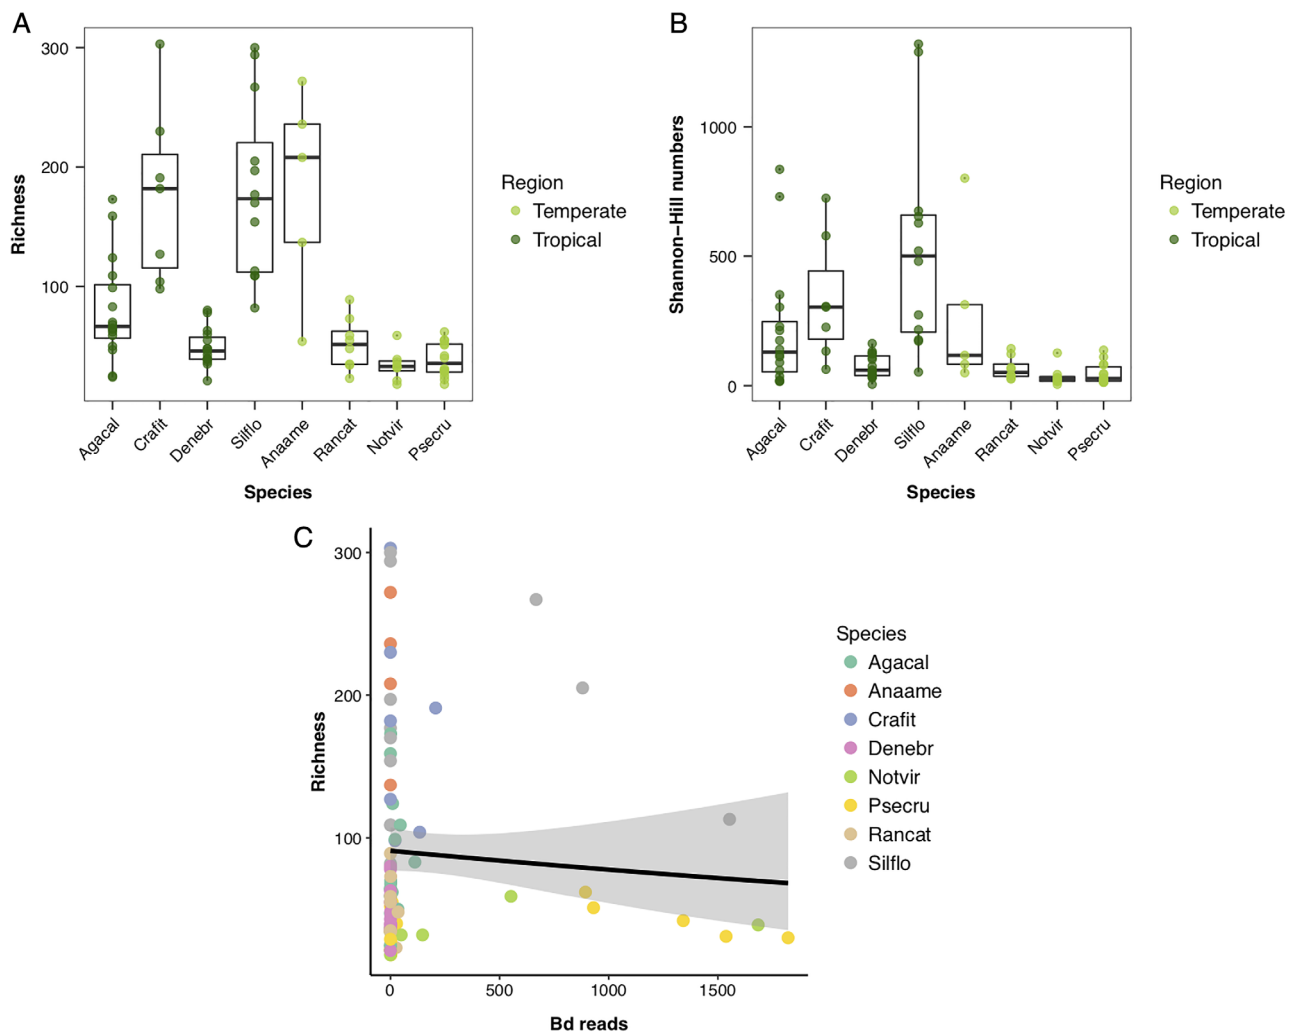 A
300
200
100
Richness
Agacal
Crafit
Denebr
Silflo
Anaame
Rancat
Notvir
Psecru
Species
Region
Temperate
Tropical
B
1000
500
0
Shannon–Hill numbers
Agacal
Crafit
Denebr
Silflo
Anaame
Rancat
Notvir
Psecru
Species
Region
Temperate
Tropical
C
300
200
100
Richness
0
500
1000
1500
Bd reads
Species
Agacal
Anaame
Crafit
Denebr
Notvir
Psecru
Rancat
Silflo